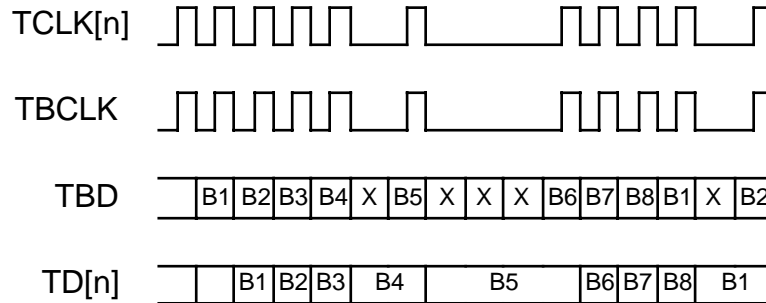 TCLK[n]
TBCLK
TBD B1 B2 B3 B4 X B5 X X X B6 B7 B8 B1 X B2
TD[n] B1 B2 B3 B4 B5 B6 B7 B8 B1